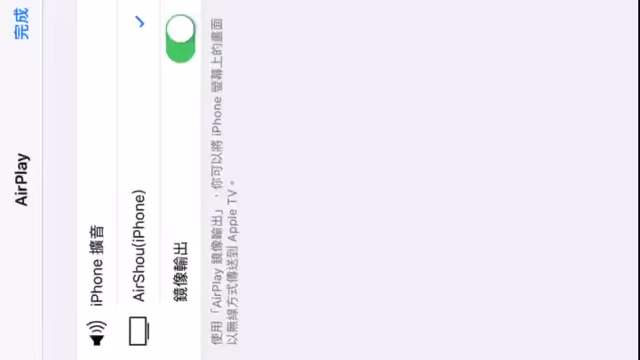 AirPlay
完成
iPhone 擴音
AirShou(iPhone)
鏡像輸出
使用「AirPlay 鏡像輸出」，你可以將 iPhone 螢幕上的畫面
以無線方式傳送到 Apple TV。